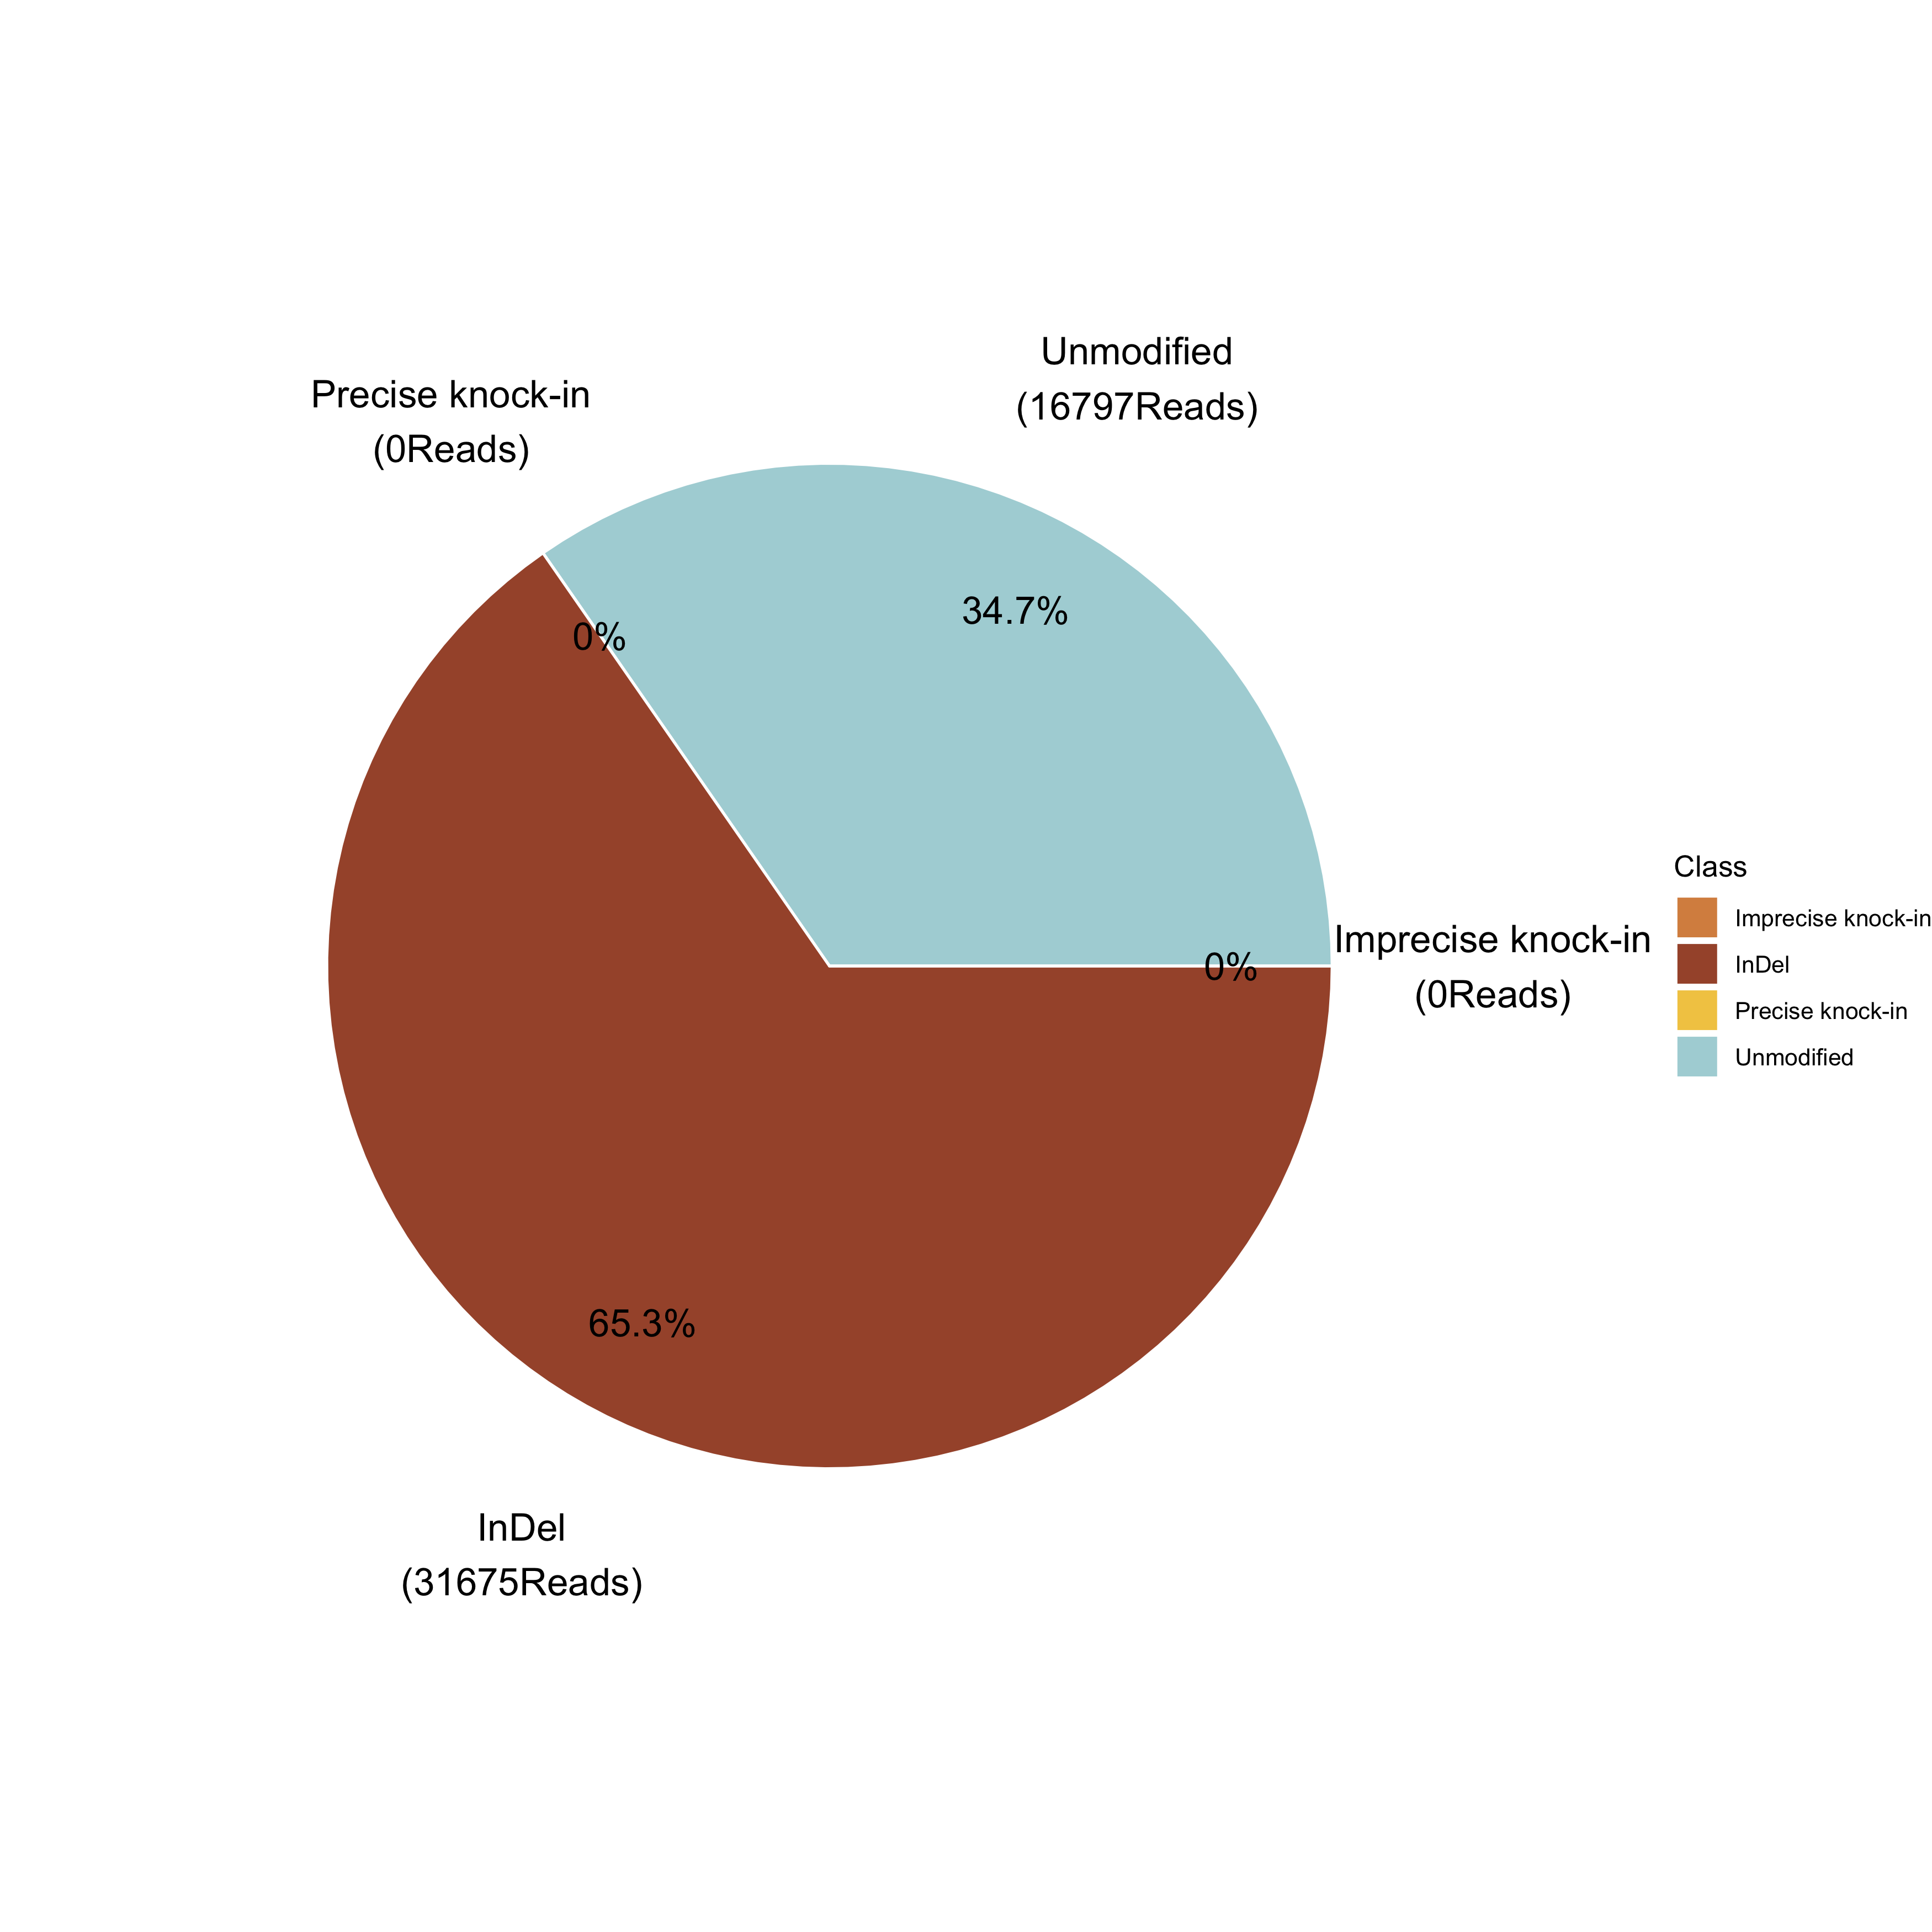 Unmodified
(16797Reads)
Precise knock-in
(0Reads)
34.7%
0%
Imprecise knock-in
(0Reads)
0%
65.3%
InDel
(31675Reads)
Class
Imprecise knock-in
InDel
Precise knock-in
Unmodified